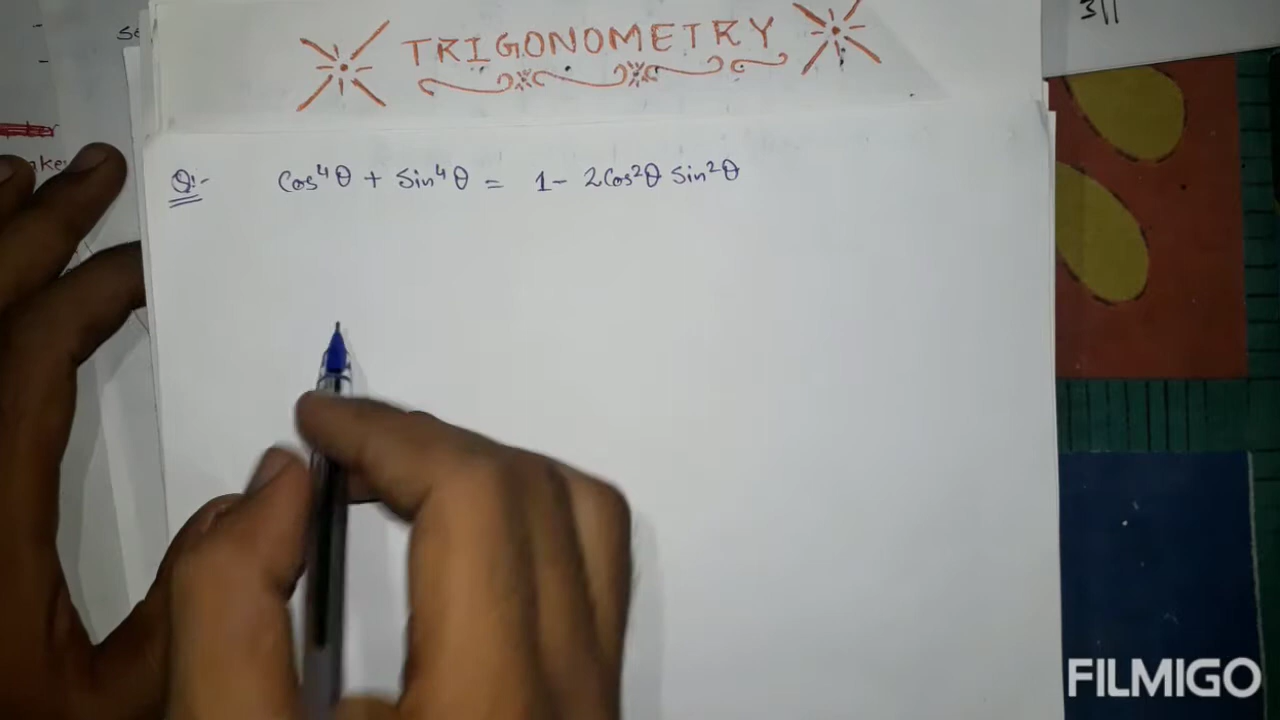 TRIGONOMETRY
Q:- Cos⁴θ + Sin⁴θ = 1 - 2Cos²θ Sin²θ
FILMIGO